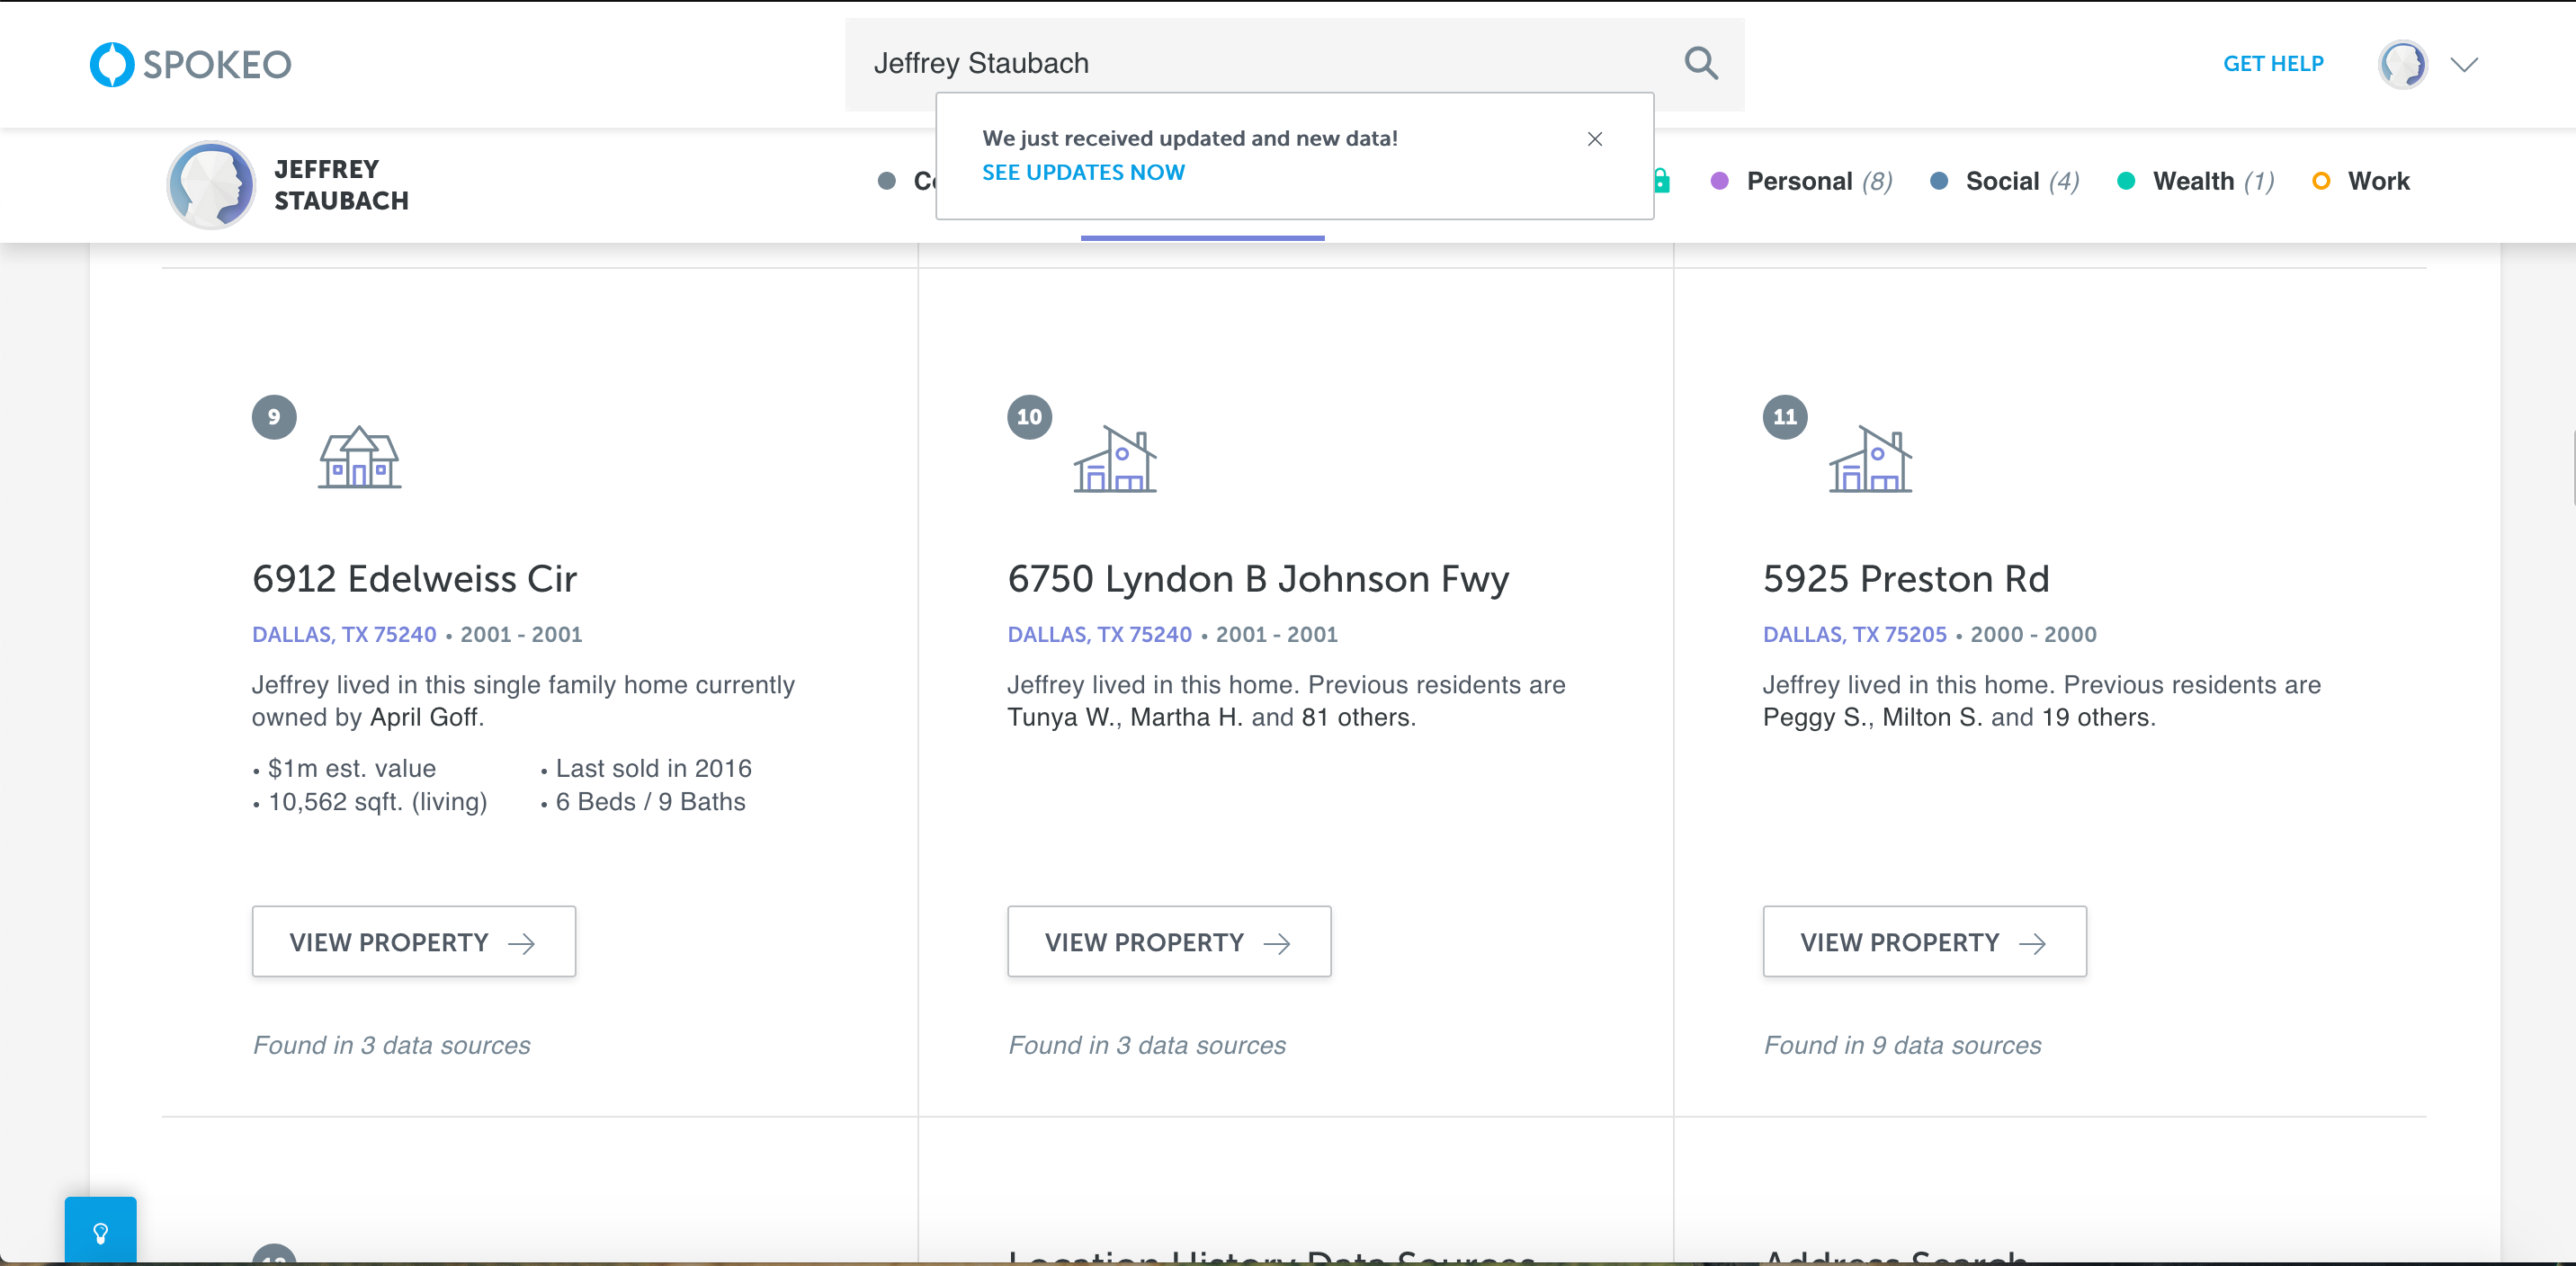 SPOKEO
Jeffrey Staubach
GET HELP
We just received updated and new data!
SEE UPDATES NOW
JEFFREY
STAUBACH
Personal (8)
Social (4)
Wealth (1)
Work
9
6912 Edelweiss Cir
DALLAS, TX 75240 • 2001 - 2001
Jeffrey lived in this single family home currently
owned by April Goff.
• $1m est. value
• Last sold in 2016
• 10,562 sqft. (living)
• 6 Beds / 9 Baths
VIEW PROPERTY
Found in 3 data sources
10
6750 Lyndon B Johnson Fwy
DALLAS, TX 75240 • 2001 - 2001
Jeffrey lived in this home. Previous residents are
Tunya W., Martha H. and 81 others.
VIEW PROPERTY
Found in 3 data sources
11
5925 Preston Rd
DALLAS, TX 75205 • 2000 - 2000
Jeffrey lived in this home. Previous residents are
Peggy S., Milton S. and 19 others.
VIEW PROPERTY
Found in 9 data sources
Location History Data Sources
Address Search